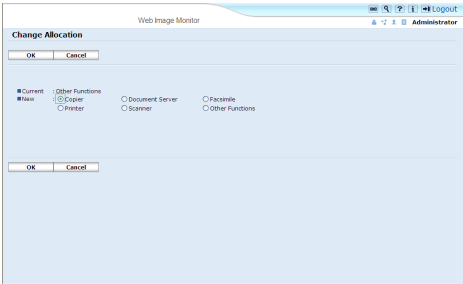 Logout
Web Image Monitor
Administrator
Change Allocation
OK Cancel
Current : Other Functions
New : Copier Document Server Facsimile
Printer Scanner Other Functions
OK Cancel